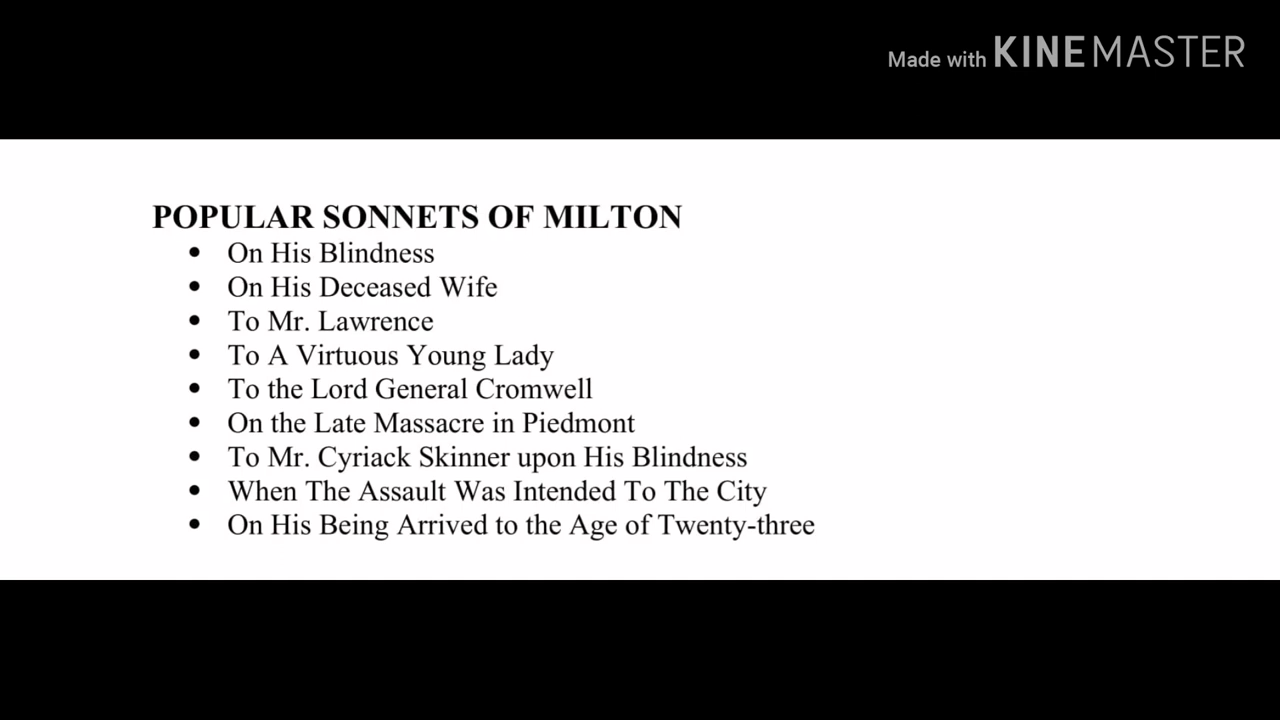 Made with KINEMASTER
POPULAR SONNETS OF MILTON
• On His Blindness
• On His Deceased Wife
• To Mr. Lawrence
• To A Virtuous Young Lady
• To the Lord General Cromwell
• On the Late Massacre in Piedmont
• To Mr. Cyriack Skinner upon His Blindness
• When The Assault Was Intended To The City
• On His Being Arrived to the Age of Twenty-three